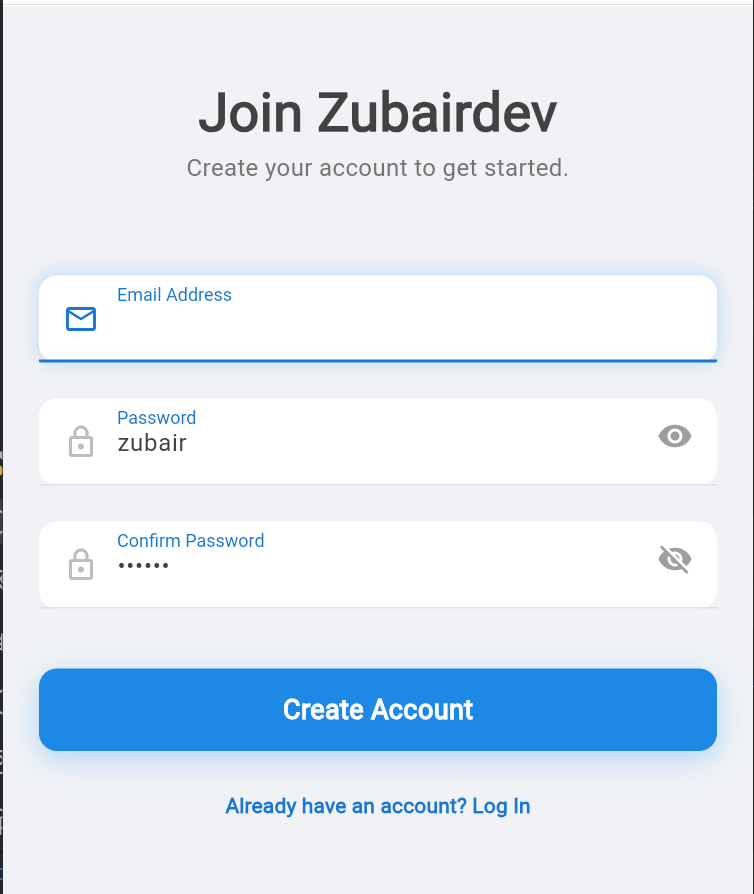 Join Zubairdev
Create your account to get started.
Email Address
Password
zubair
Confirm Password
••••••
Create Account
Already have an account? Log In